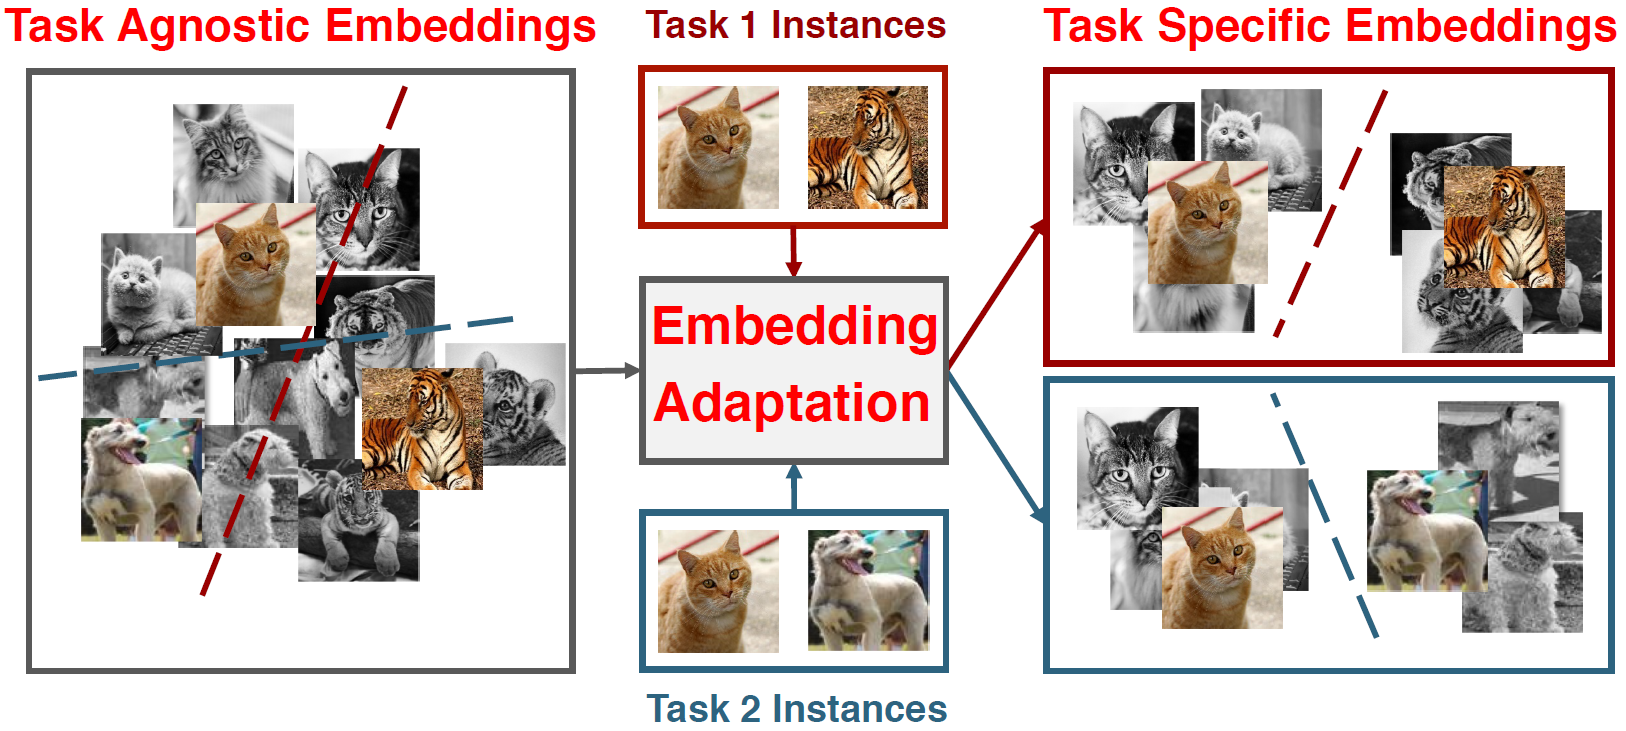 Task Agnostic Embeddings
Task 1 Instances
Task Specific Embeddings
Embedding
Adaptation
Task 2 Instances